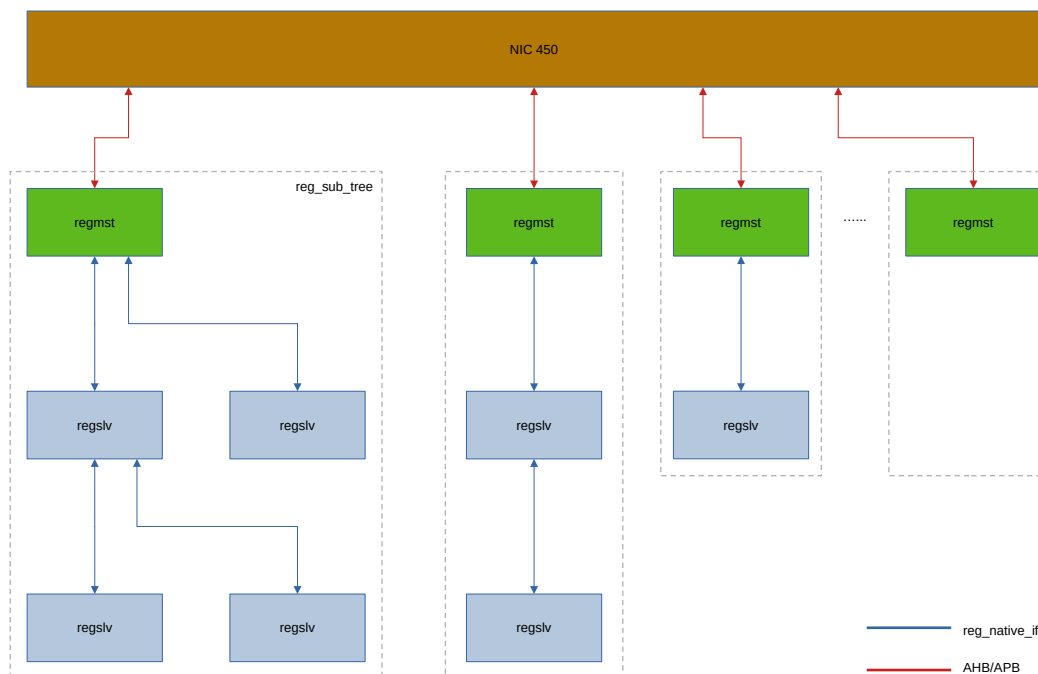 NIC 450
reg_sub_tree
regmst
regmst
regmst
......
regmst
regslv
regslv
regslv
regslv
regslv
regslv
regslv
reg_native_if
AHB/APB